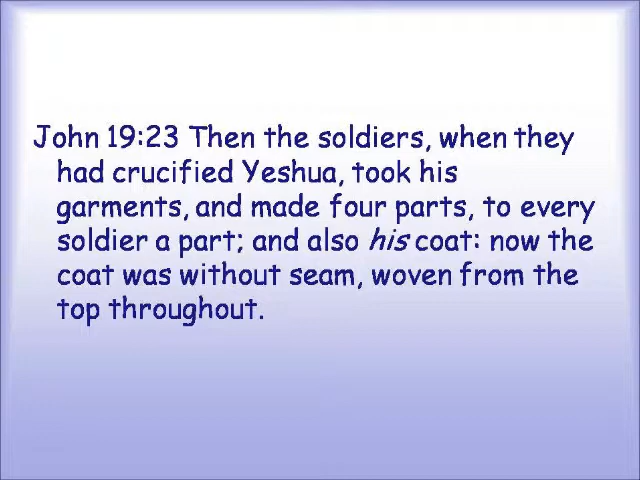 John 19:23 Then the soldiers, when they
had crucified Yeshua, took his
garments, and made four parts, to every
soldier a part; and also his coat: now the
coat was without seam, woven from the
top throughout.